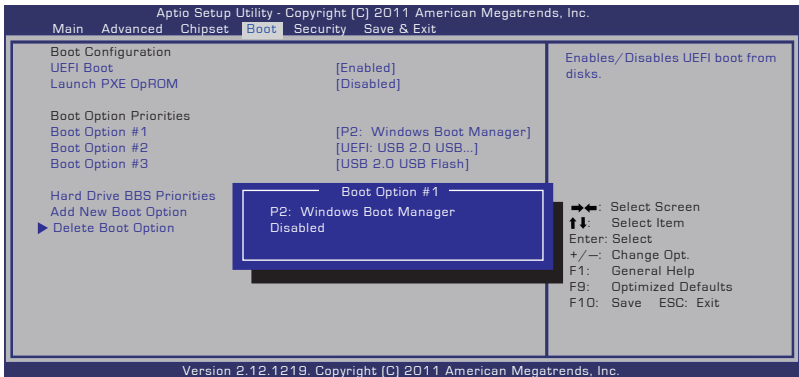 Aptio Setup Utility - Copyright (C) 2011 American Megatrends, Inc.
Main Advanced Chipset Boot Security Save & Exit
Boot Configuration
UEFI Boot [Enabled]
Launch PXE OpROM [Disabled]
Boot Option Priorities
Boot Option #1 [P2: Windows Boot Manager]
Boot Option #2 [UEFI: USB 2.0 USB...]
Boot Option #3 [USB 2.0 USB Flash]
Hard Drive BBS Priorities
Add New Boot Option
Delete Boot Option
Boot Option #1
P2: Windows Boot Manager
Disabled
Enables/Disables UEFI boot from
disks.
→←: Select Screen
↑↓: Select Item
Enter: Select
+/—: Change Opt.
F1: General Help
F9: Optimized Defaults
F10: Save ESC: Exit
Version 2.12.1219. Copyright (C) 2011 American Megatrends, Inc.